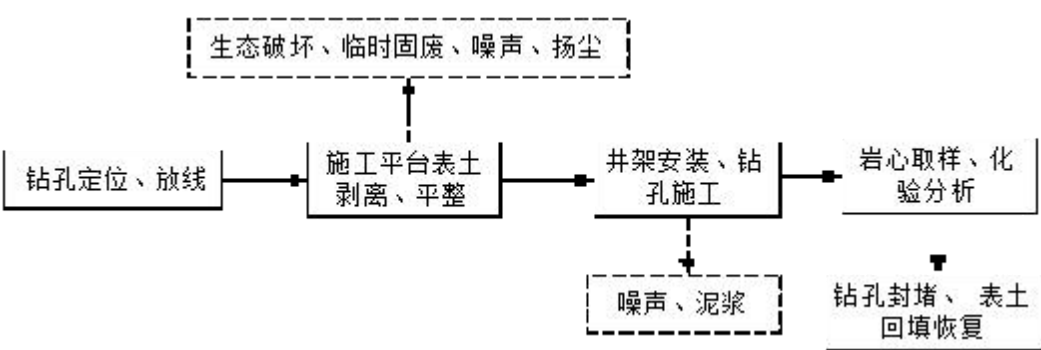 生态破坏、临时固废、噪声、扬尘
钻孔定位、放线
施工平台表土
剥离、平整
井架安装、钻
孔施工
岩心取样、化
验分析
噪声、泥浆
钻孔封堵、 表土
回填恢复